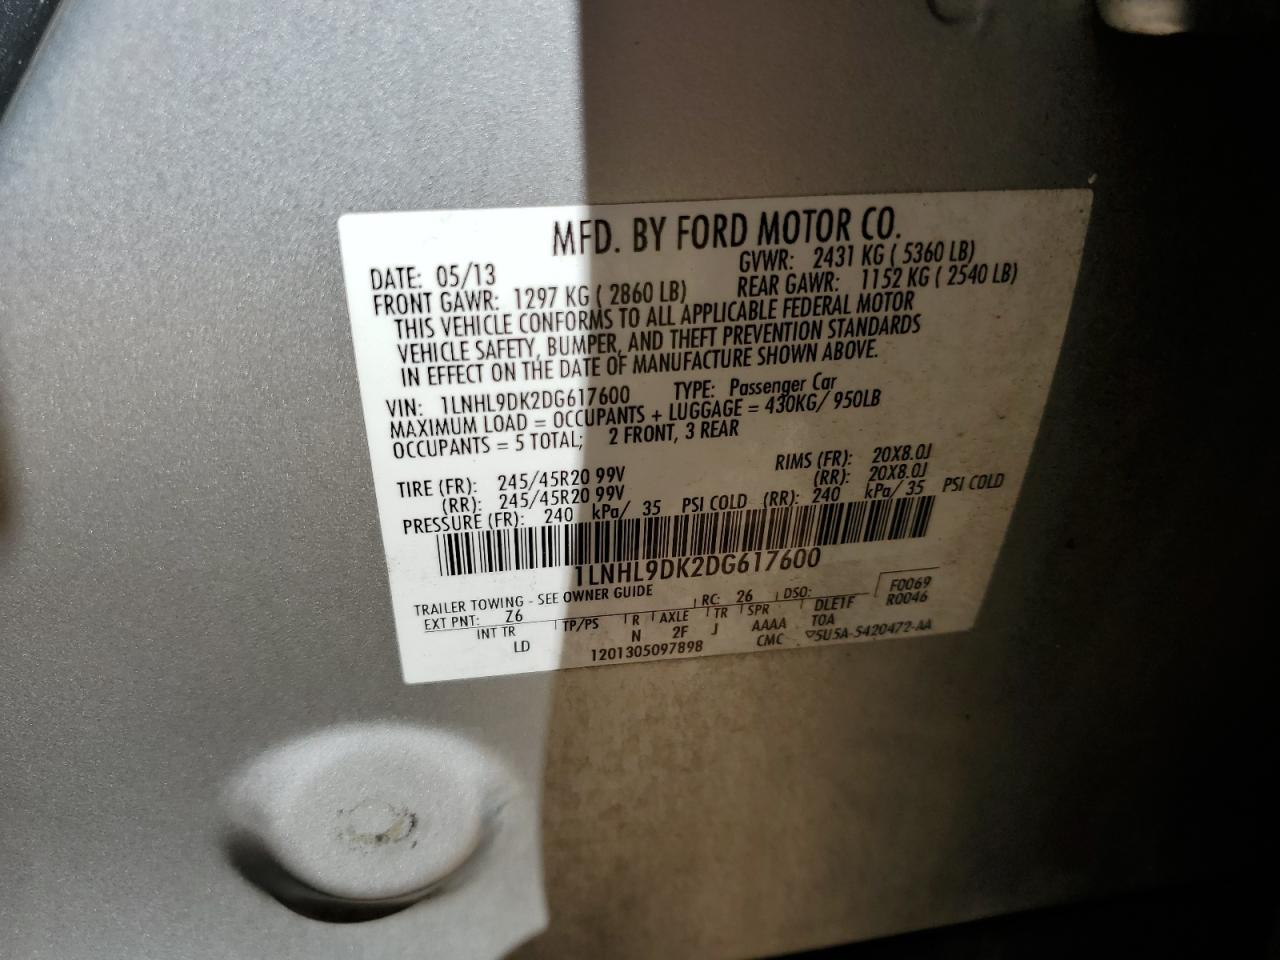 MFD. BY FORD MOTOR CO.
DATE: 05/13 GVWR: 2431 KG ( 5360 LB)
FRONT GAWR: 1297 KG ( 2860 LB) REAR GAWR: 1152 KG ( 2540 LB)
THIS VEHICLE CONFORMS TO ALL APPLICABLE FEDERAL MOTOR
VEHICLE SAFETY, BUMPER, AND THEFT PREVENTION STANDARDS
IN EFFECT ON THE DATE OF MANUFACTURE SHOWN ABOVE.
VIN: 1LNHL9DK2DG617600 TYPE: Passenger Car
MAXIMUM LOAD = OCCUPANTS + LUGGAGE = 430KG/ 950LB
OCCUPANTS = 5 TOTAL; 2 FRONT, 3 REAR
TIRE (FR): 245/45R20 99V RIMS (FR): 20X8.0J
(RR): 245/45R20 99V (RR): 20X8.0J
PRESSURE (FR): 240 kPa/ 35 PSI COLD (RR): 240 kPa/ 35 PSI COLD
1LNHL9DK2DG617600
TRAILER TOWING - SEE OWNER GUIDE
EXT PNT: Z6 RC: 26 DSO: F0069
INT TR TP/PS R AXLE TR SPR DLETF R0046
LD N 2F J AAAA TOA
1201305097898 CMC ▽5U5A-5420472-AA